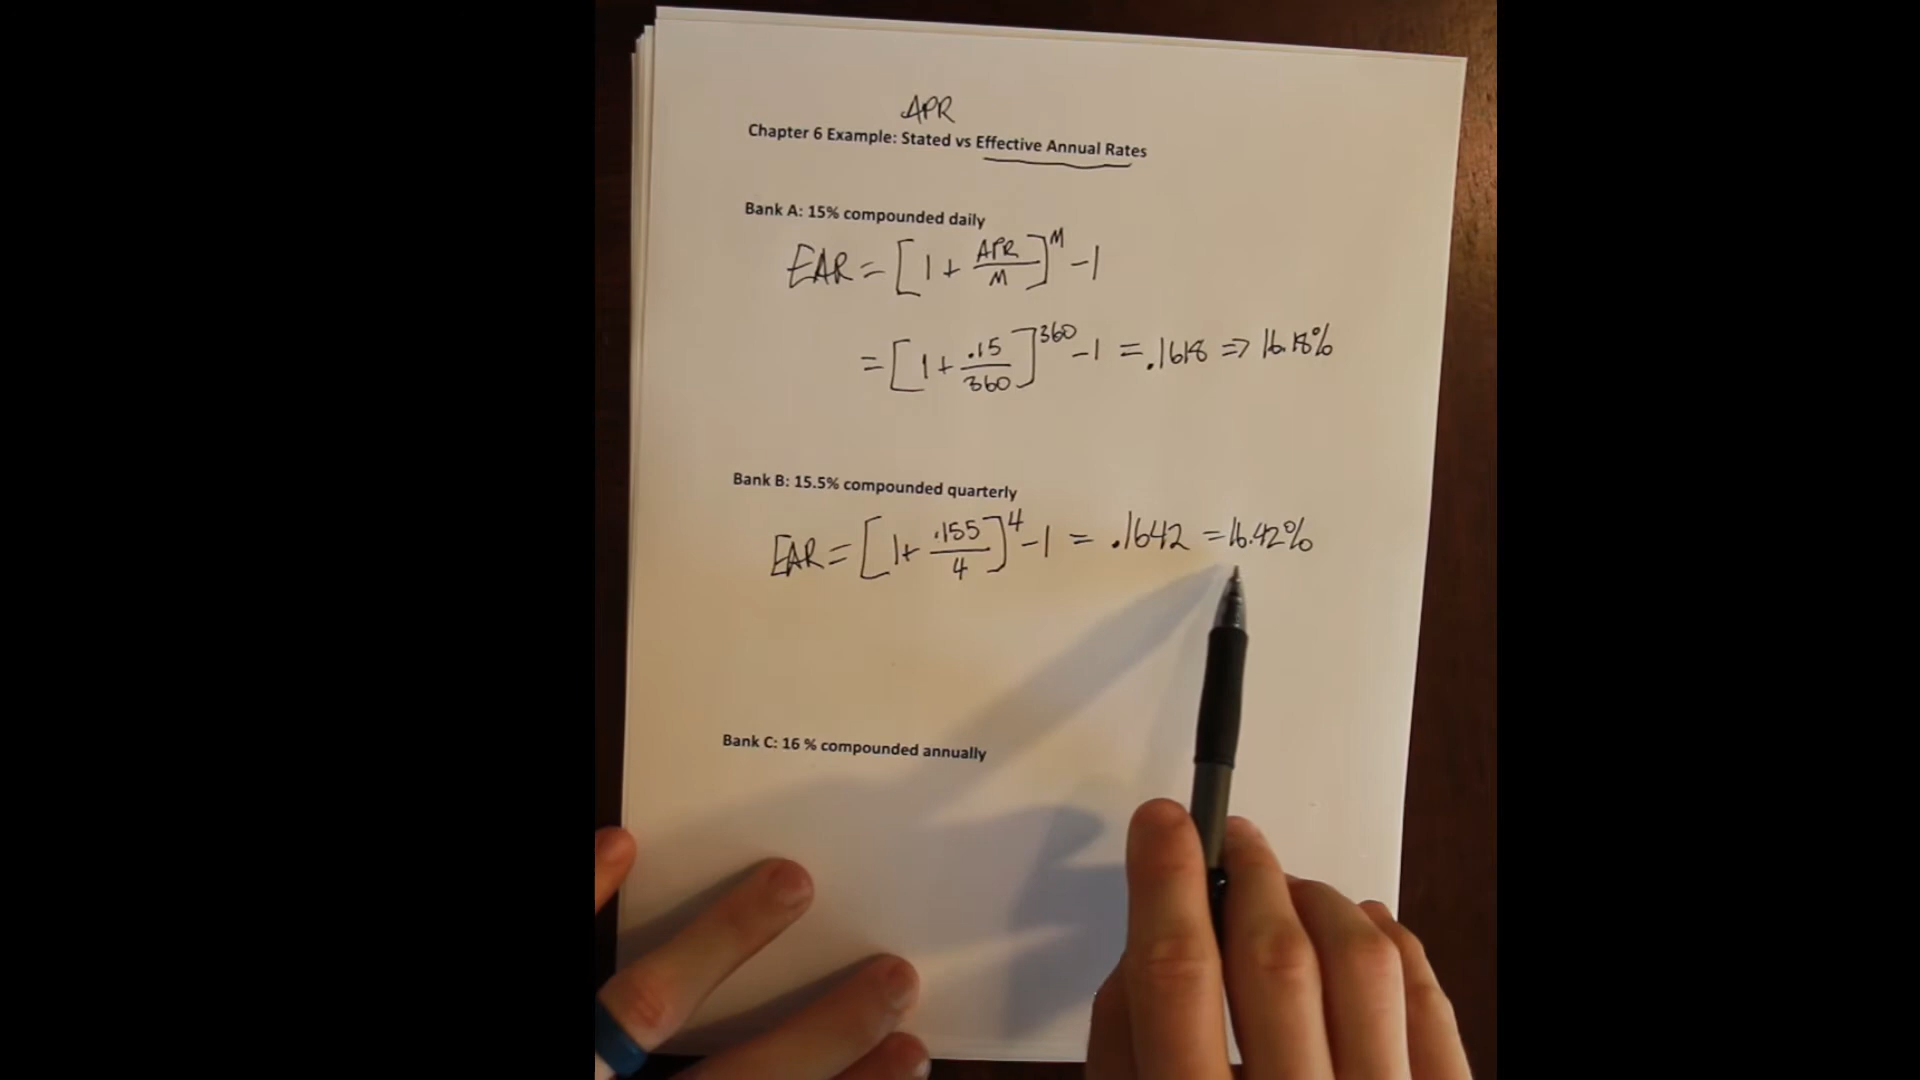 APR
Chapter 6 Example: Stated vs Effective Annual Rates
Bank A: 15% compounded daily
EAR = [1 + APR/M]^M - 1
= [1 + .15/360]^360 - 1 = .1618 => 16.18%
Bank B: 15.5% compounded quarterly
EAR = [1 + .155/4]^4 - 1 = .1642 = 16.42%
Bank C: 16 % compounded annually